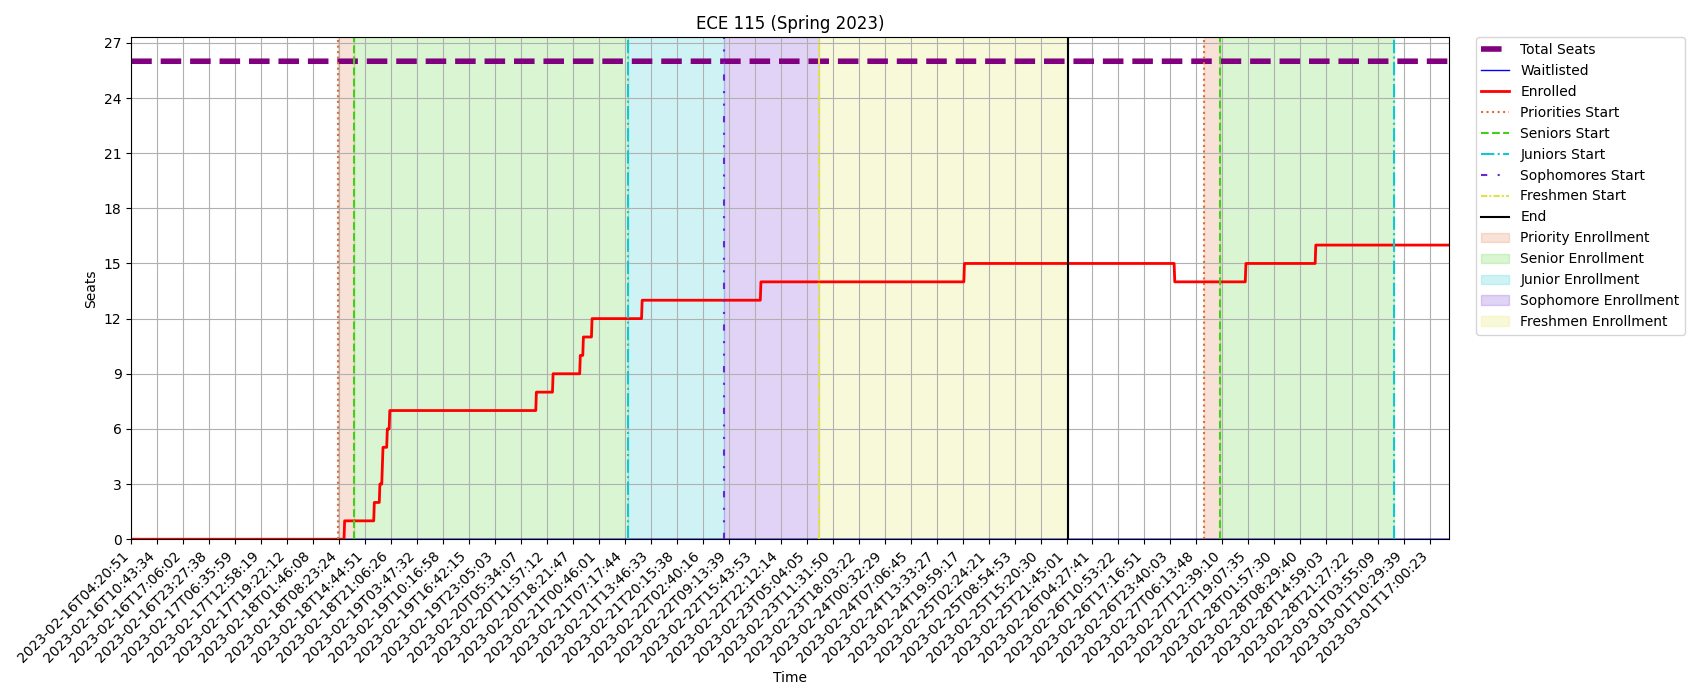 ECE 115 (Spring 2023)
27
24
21
18
15
12
9
6
3
0
Seats
2023-02-16T04:20:51
2023-02-16T10:43:34
2023-02-16T17:06:02
2023-02-16T23:27:38
2023-02-17T06:35:59
2023-02-17T12:58:19
2023-02-17T19:22:12
2023-02-18T01:46:08
2023-02-18T08:23:24
2023-02-18T14:44:51
2023-02-18T21:06:26
2023-02-19T03:47:32
2023-02-19T10:16:58
2023-02-19T16:42:15
2023-02-19T23:05:03
2023-02-20T05:34:07
2023-02-20T11:57:12
2023-02-20T18:21:47
2023-02-21T00:46:01
2023-02-21T07:17:44
2023-02-21T13:46:33
2023-02-21T20:15:38
2023-02-22T02:40:16
2023-02-22T09:13:39
2023-02-22T15:43:53
2023-02-22T22:12:14
2023-02-23T05:04:05
2023-02-23T11:31:50
2023-02-23T18:03:22
2023-02-24T00:32:29
2023-02-24T07:06:45
2023-02-24T13:33:27
2023-02-24T19:59:17
2023-02-25T02:24:21
2023-02-25T08:54:53
2023-02-25T15:20:30
2023-02-25T21:45:01
2023-02-26T04:27:41
2023-02-26T10:53:22
2023-02-26T17:16:51
2023-02-26T23:40:03
2023-02-27T06:13:48
2023-02-27T12:39:10
2023-02-27T19:07:35
2023-02-28T01:57:30
2023-02-28T08:29:40
2023-02-28T14:59:03
2023-02-28T21:27:22
2023-03-01T03:55:09
2023-03-01T10:29:39
2023-03-01T17:00:23
Time
Total Seats
Waitlisted
Enrolled
Priorities Start
Seniors Start
Juniors Start
Sophomores Start
Freshmen Start
End
Priority Enrollment
Senior Enrollment
Junior Enrollment
Sophomore Enrollment
Freshmen Enrollment